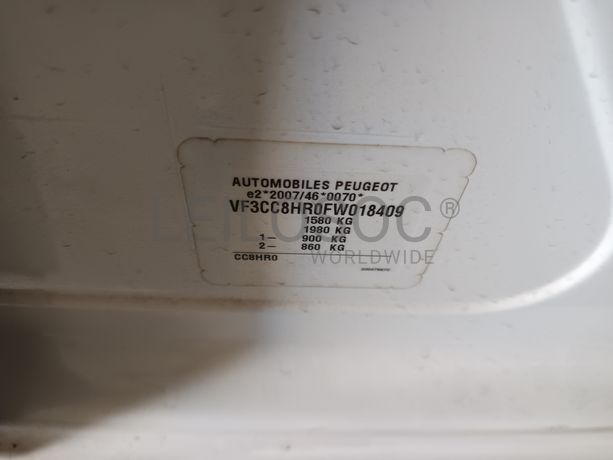 AUTOMOBILES PEUGEOT
e2*2007/46*0070*
VF3CC8HR0FW018409
1580 KG
1980 KG
1- 900 KG
2- 860 KG
CC8HR0
LEILOSOC®
WORLDWIDE